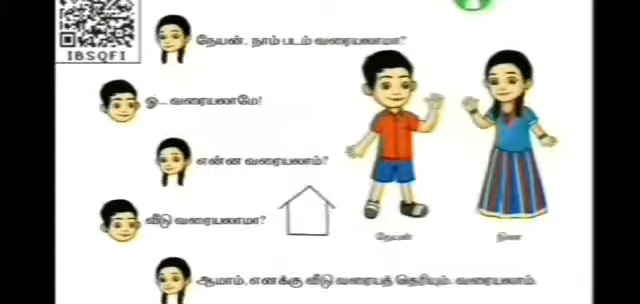 IBSQFI
நேயன், நாம் படம் வரையலாமா?
ஓ... வரையலாமே!
என்ன வரையலாம்?
வீடு வரையலாமா?
நேயன்
நிலா
ஆமாம், எனக்கு வீடு வரையத் தெரியும். வரையலாம்